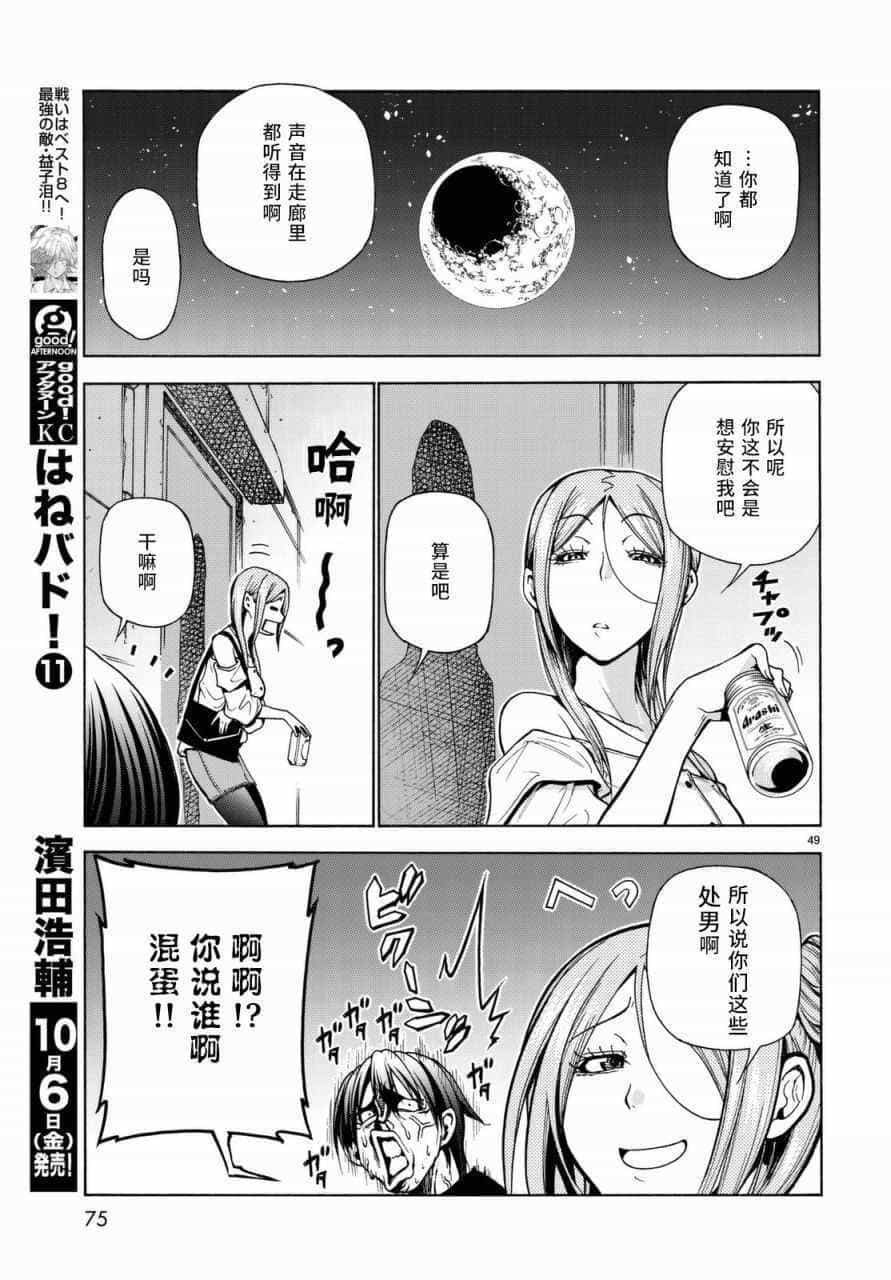 …你都
知道了啊
声音在走廊里
都听得到啊
是吗
所以呢
你这不会是
想安慰我吧
チャプッ
arashi
算是吧
哈啊
～～っ
干嘛啊
49
所以说你们这些
处男啊
へっ
ビギィッ
ガタガタ
ガタガタ
啊啊!?
你说谁啊
混蛋!!
75
戦いはベスト8へ!
最強の敵・益子泪!!
good!
AFTERNOON
good!
アフタヌーン
KC
はねバド!⑪
濱田浩輔
10月6日(金)発売!